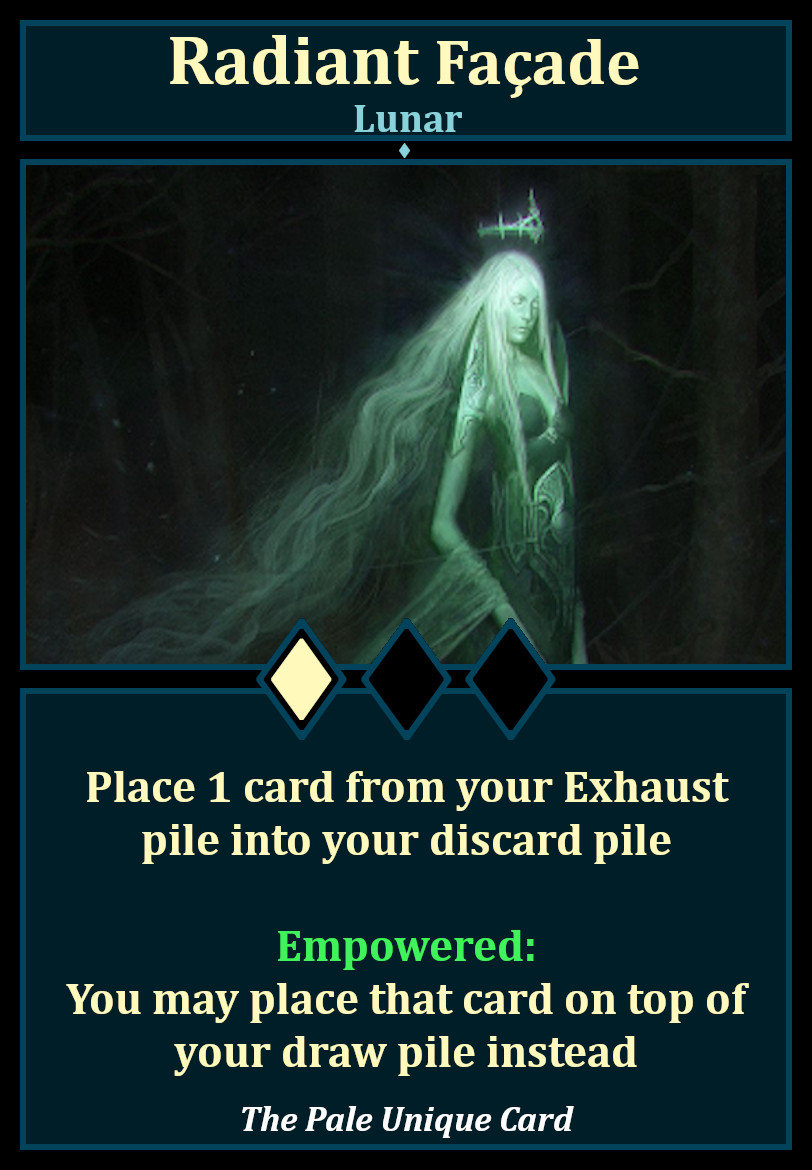 Radiant Façade
Lunar
Place 1 card from your Exhaust
pile into your discard pile
Empowered:
You may place that card on top of
your draw pile instead
The Pale Unique Card